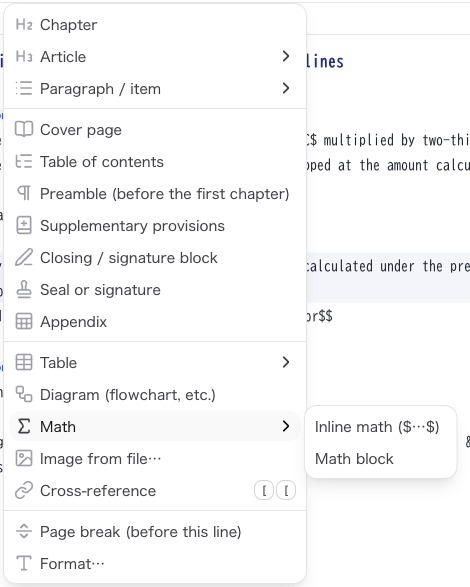 H2 Chapter
H3 Article
lines
Paragraph / item
Cover page
C$ multiplied by two-thi
Table of contents
pped at the amount calcu
Preamble (before the first chapter)
Supplementary provisions
Closing / signature block
calculated under the pre
Seal or signature
Appendix
or$$
Table
Diagram (flowchart, etc.)
Math
Inline math ($···$)
Image from file···
Math block
Cross-reference [ [
Page break (before this line)
Format···